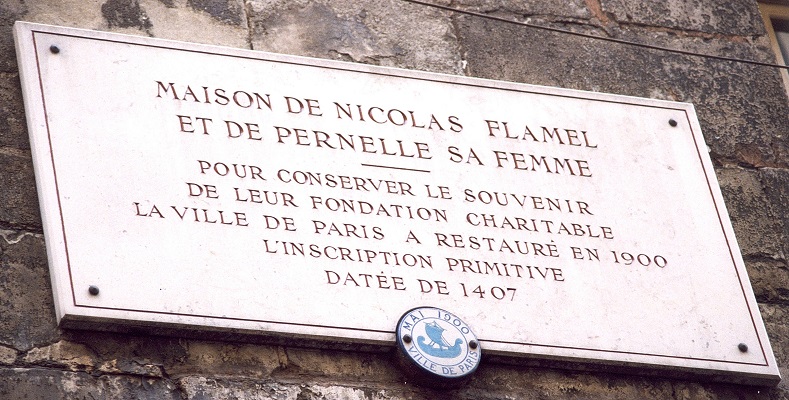 MAISON DE NICOLAS FLAMEL
ET DE PERNELLE SA FEMME
POUR CONSERVER LE SOUVENIR
DE LEUR FONDATION CHARITABLE
LA VILLE DE PARIS A RESTAURÉ EN 1900
L'INSCRIPTION PRIMITIVE
DATÉE DE 1407
MAI 1900
VILLE DE PARIS